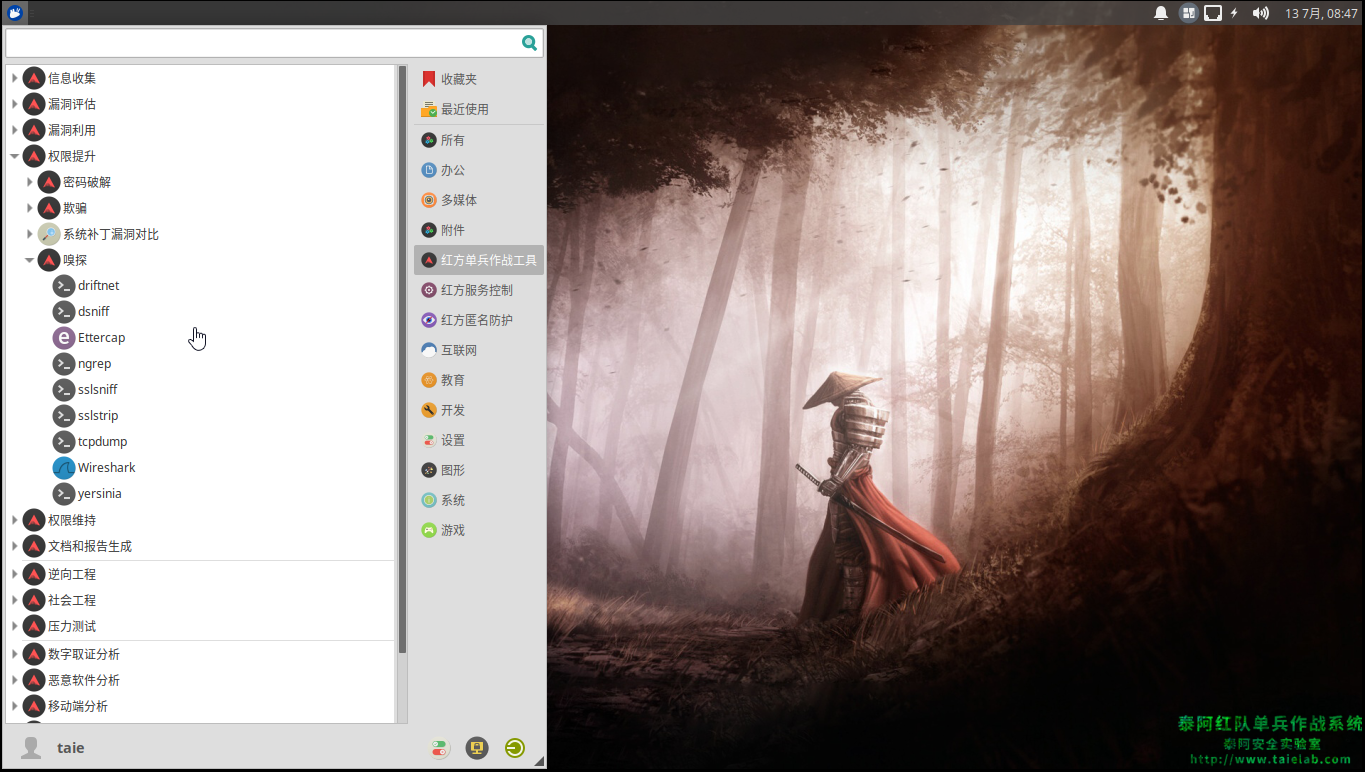 13 7月, 08:47
信息收集
漏洞评估
漏洞利用
权限提升
密码破解
欺骗
系统补丁漏洞对比
嗅探
driftnet
dsniff
Ettercap
ngrep
sslsniff
sslstrip
tcpdump
Wireshark
yersinia
权限维持
文档和报告生成
逆向工程
社会工程
压力测试
数字取证分析
恶意软件分析
移动端分析
收藏夹
最近使用
所有
办公
多媒体
附件
红方单兵作战工具
红方服务控制
红方匿名防护
互联网
教育
开发
设置
图形
系统
游戏
taie
泰阿红队单兵作战系统
泰阿安全实验室
http://www.taielab.com